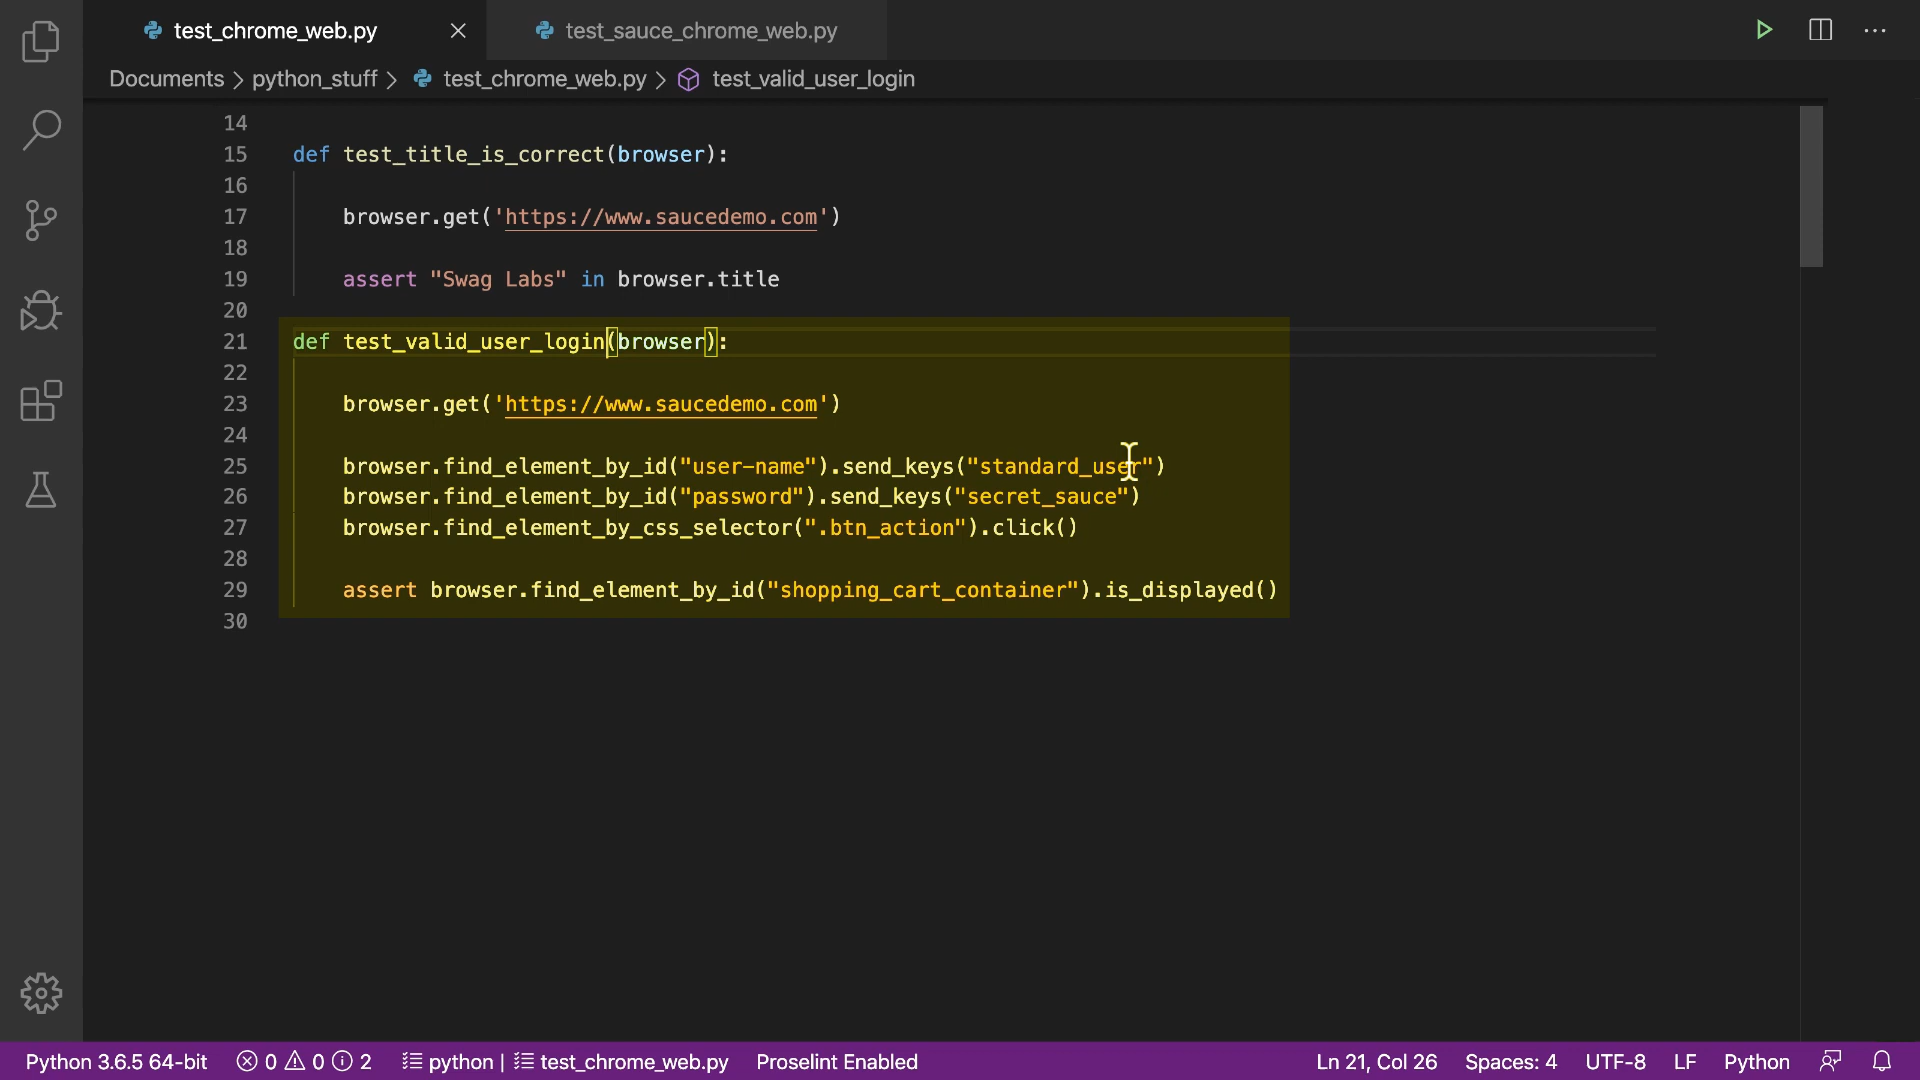 test_chrome_web.py
test_sauce_chrome_web.py
Documents > python_stuff > test_chrome_web.py > test_valid_user_login
14
15 def test_title_is_correct(browser):
16
17 browser.get('https://www.saucedemo.com')
18
19 assert "Swag Labs" in browser.title
20
21 def test_valid_user_login(browser):
22
23 browser.get('https://www.saucedemo.com')
24
25 browser.find_element_by_id("user-name").send_keys("standard_user")
26 browser.find_element_by_id("password").send_keys("secret_sauce")
27 browser.find_element_by_css_selector(".btn_action").click()
28
29 assert browser.find_element_by_id("shopping_cart_container").is_displayed()
30
Python 3.6.5 64-bit 0 0 2 python | test_chrome_web.py Proselint Enabled Ln 21, Col 26 Spaces: 4 UTF-8 LF Python